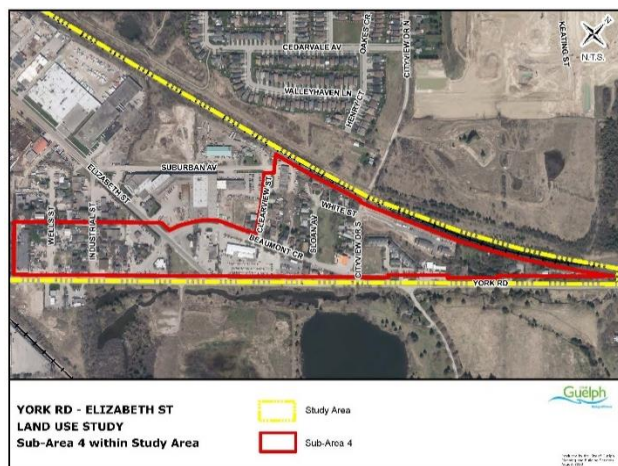 N
N.T.S.
OAKES CR
CITYVIEW DR N
KEATING ST
CEDARVALE AV
VALLEYHAVEN LN
HENRY CT
ELIZABETH ST
SUBURBAN AV
CLEARVIEW ST
WHITE ST
WELLS ST
INDUSTRIAL ST
SLOAN AV
BEAUMONT CR
CITYVIEW DR S
YORK RD
YORK RD - ELIZABETH ST
LAND USE STUDY
Sub-Area 4 within Study Area
Study Area
Sub-Area 4
Guelph